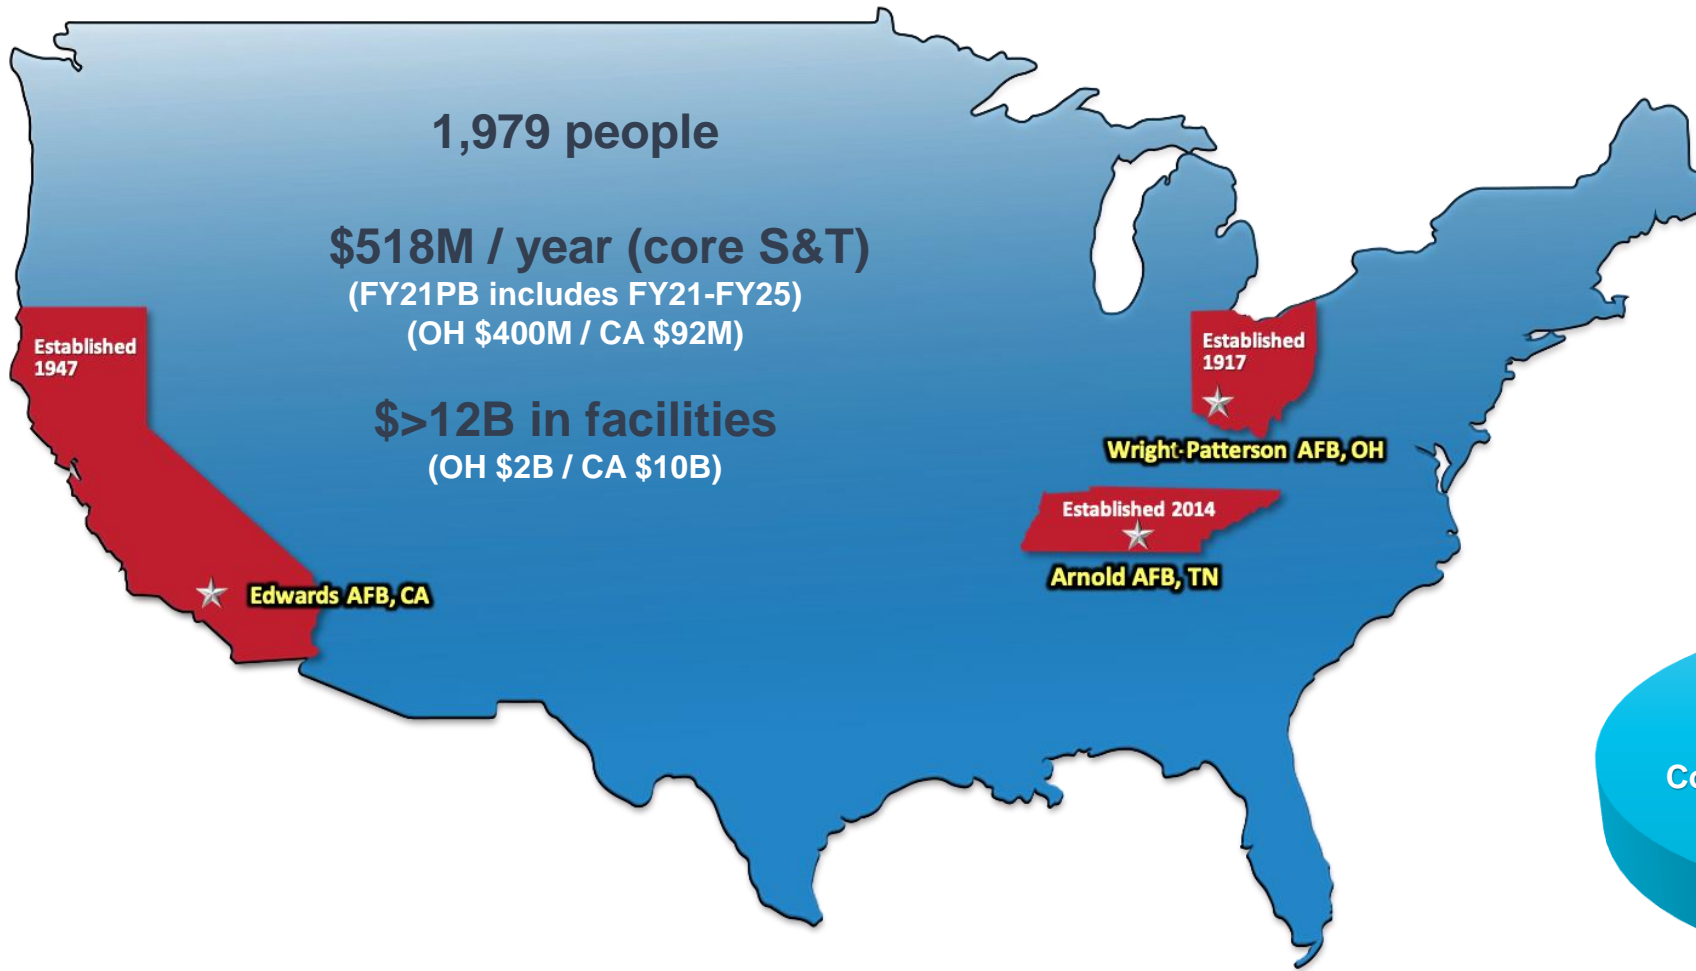 1,979 people
$518M / year (core S&T)
(FY21PB includes FY21-FY25)
(OH $400M / CA $92M)
$>12B in facilities
(OH $2B / CA $10B)
Established
1947
Edwards AFB, CA
Established
1917
Wright-Patterson AFB, OH
Established 2014
Arnold AFB, TN